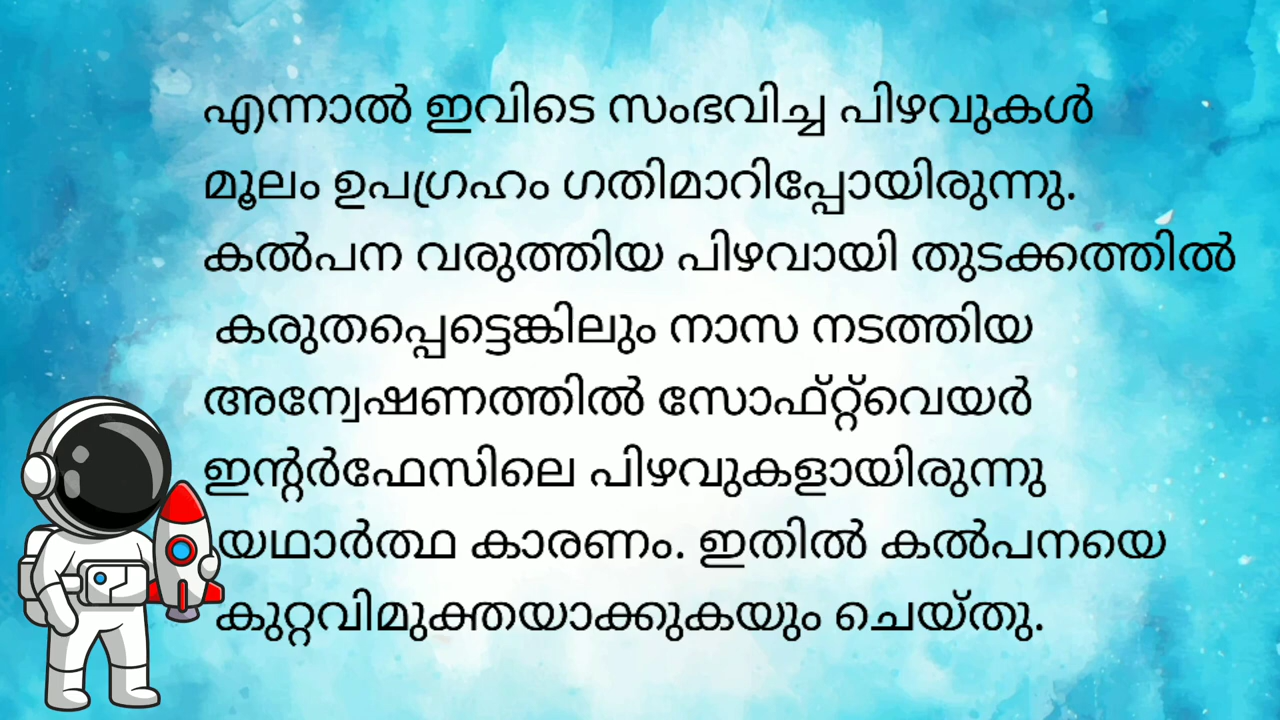 എന്നാൽ ഇവിടെ സംഭവിച്ച പിഴവുകൾ
മൂലം ഉപഗ്രഹം ഗതിമാറിപ്പോയിരുന്നു.
കൽപന വരുത്തിയ പിഴവായി തുടക്കത്തിൽ
കരുതപ്പെട്ടെങ്കിലും നാസ നടത്തിയ
അന്വേഷണത്തിൽ സോഫ്റ്റ്‌വെയർ
ഇന്റർഫേസിലെ പിഴവുകളായിരുന്നു
യഥാർത്ഥ കാരണം. ഇതിൽ കൽപനയെ
കുറ്റവിമുക്തയാക്കുകയും ചെയ്തു.